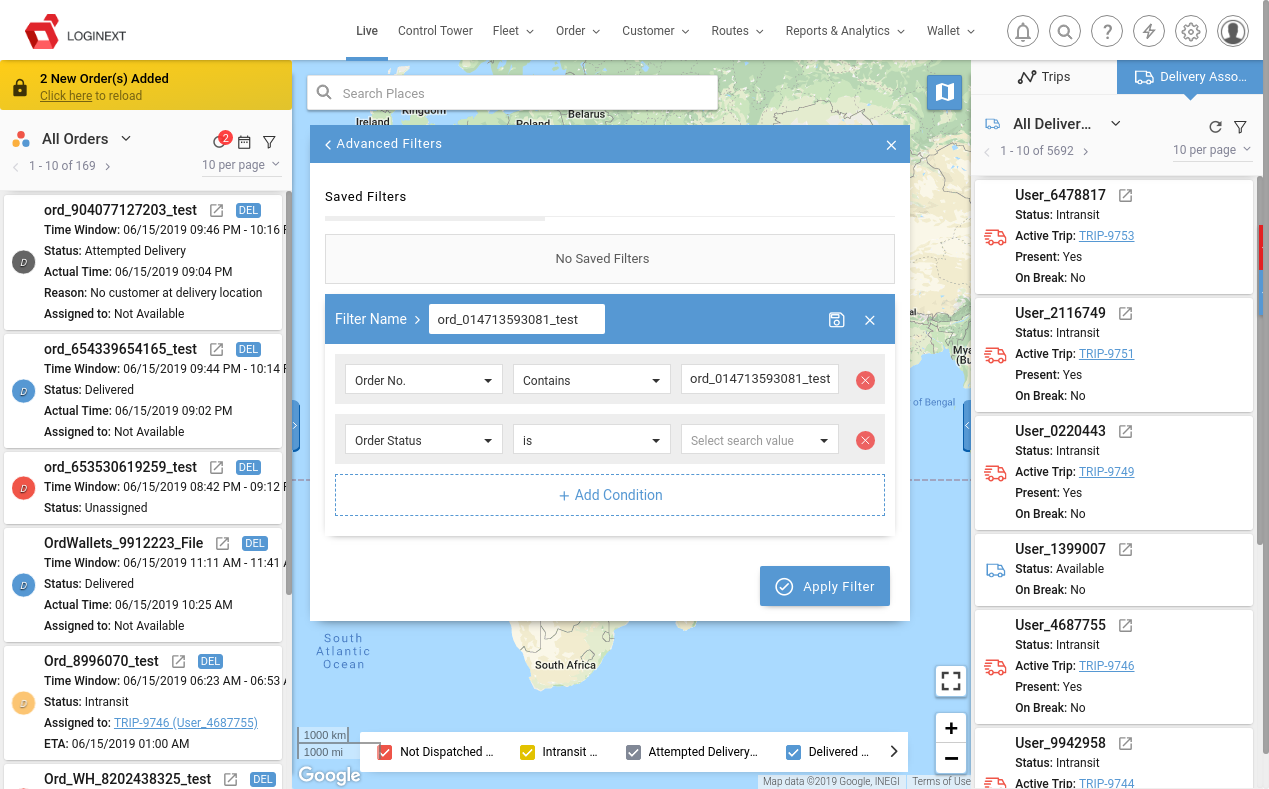 LOGINEXT
Live
Control Tower
Fleet
Order
Customer
Routes
Reports & Analytics
Wallet
2 New Order(s) Added
Click here to reload
All Orders
2
1 - 10 of 169
10 per page
ord_904077127203_test DEL
Time Window: 06/15/2019 09:46 PM - 10:16
D
Status: Attempted Delivery
Actual Time: 06/15/2019 09:04 PM
Reason: No customer at delivery location
Assigned to: Not Available
ord_654339654165_test DEL
Time Window: 06/15/2019 09:44 PM - 10:14
D
Status: Delivered
Actual Time: 06/15/2019 09:02 PM
Assigned to: Not Available
ord_653530619259_test DEL
Time Window: 06/15/2019 08:42 PM - 09:12
D
Status: Unassigned
OrdWallets_9912223_File DEL
Time Window: 06/15/2019 11:11 AM - 11:41
D
Status: Delivered
Actual Time: 06/15/2019 10:25 AM
Assigned to: Not Available
Ord_8996070_test DEL
Time Window: 06/15/2019 06:23 AM - 06:53
D
Status: Intransit
Assigned to: TRIP-9746 (User_4687755)
ETA: 06/15/2019 01:00 AM
Ord_WH_8202438325_test DEL
Search Places
Kingdom
Ireland
Poland
Belarus
Advanced Filters
Saved Filters
No Saved Filters
Filter Name > ord_014713593081_test
Order No.
Contains
ord_014713593081_test
Order Status
is
Select search value
+ Add Condition
Apply Filter
Mya
(Bu
of Bengal
South
Atlantic
Ocean
South Africa
1000 km
1000 mi
Google
Not Dispatched ...
Intransit ...
Attempted Delivery...
Delivered ...
+
−
Map data ©2019 Google, INEGI
Terms of Use
Trips
Delivery Asso...
All Deliver...
1 - 10 of 5692
10 per page
User_6478817
Status: Intransit
Active Trip: TRIP-9753
Present: Yes
On Break: No
User_2116749
Status: Intransit
Active Trip: TRIP-9751
Present: Yes
On Break: No
User_0220443
Status: Intransit
Active Trip: TRIP-9749
Present: Yes
On Break: No
User_1399007
Status: Available
On Break: No
User_4687755
Status: Intransit
Active Trip: TRIP-9746
Present: Yes
On Break: No
User_9942958
Status: Intransit
Active Trip: TRIP-9744